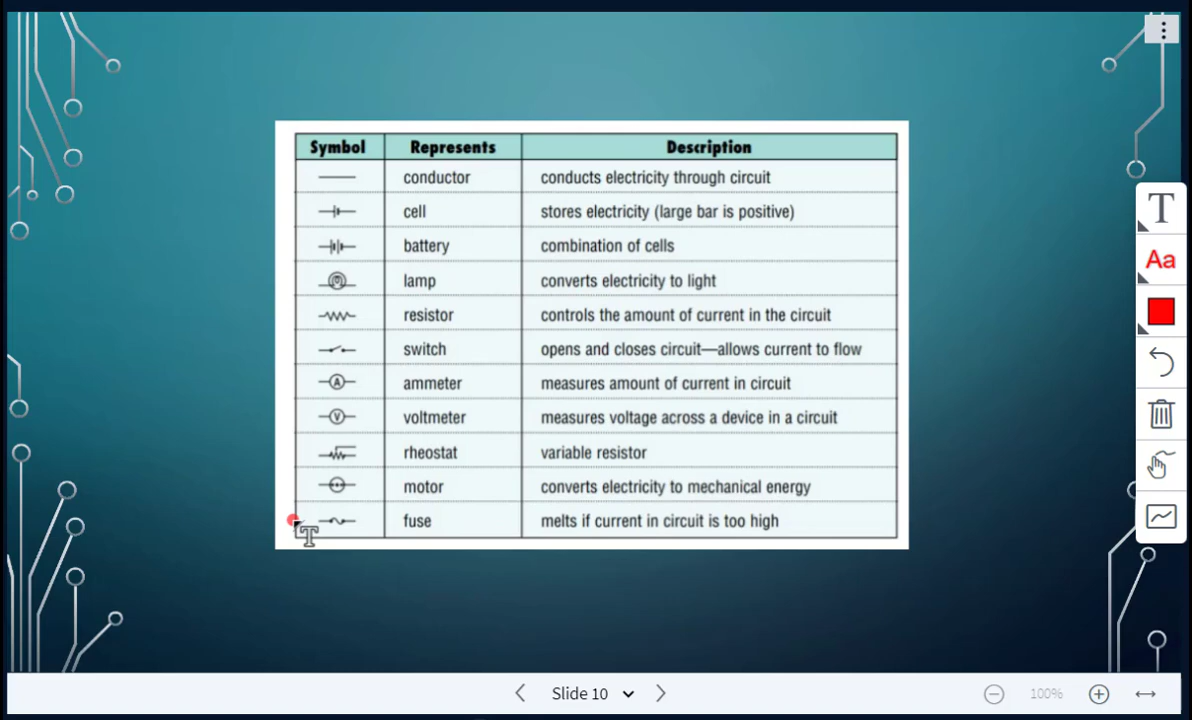 Symbol Represents Description
conductor conducts electricity through circuit
cell stores electricity (large bar is positive)
battery combination of cells
lamp converts electricity to light
resistor controls the amount of current in the circuit
switch opens and closes circuit—allows current to flow
A ammeter measures amount of current in circuit
V voltmeter measures voltage across a device in a circuit
rheostat variable resistor
motor converts electricity to mechanical energy
fuse melts if current in circuit is too high
T
Aa
T
Slide 10
100%